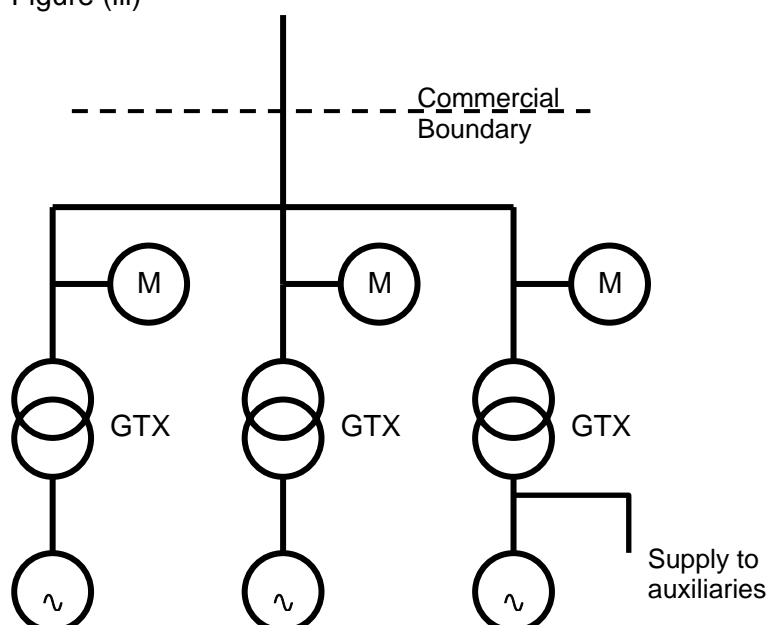 Figure (iii)
Commercial
Boundary
M
M
M
GTX
GTX
GTX
Supply to
auxiliaries